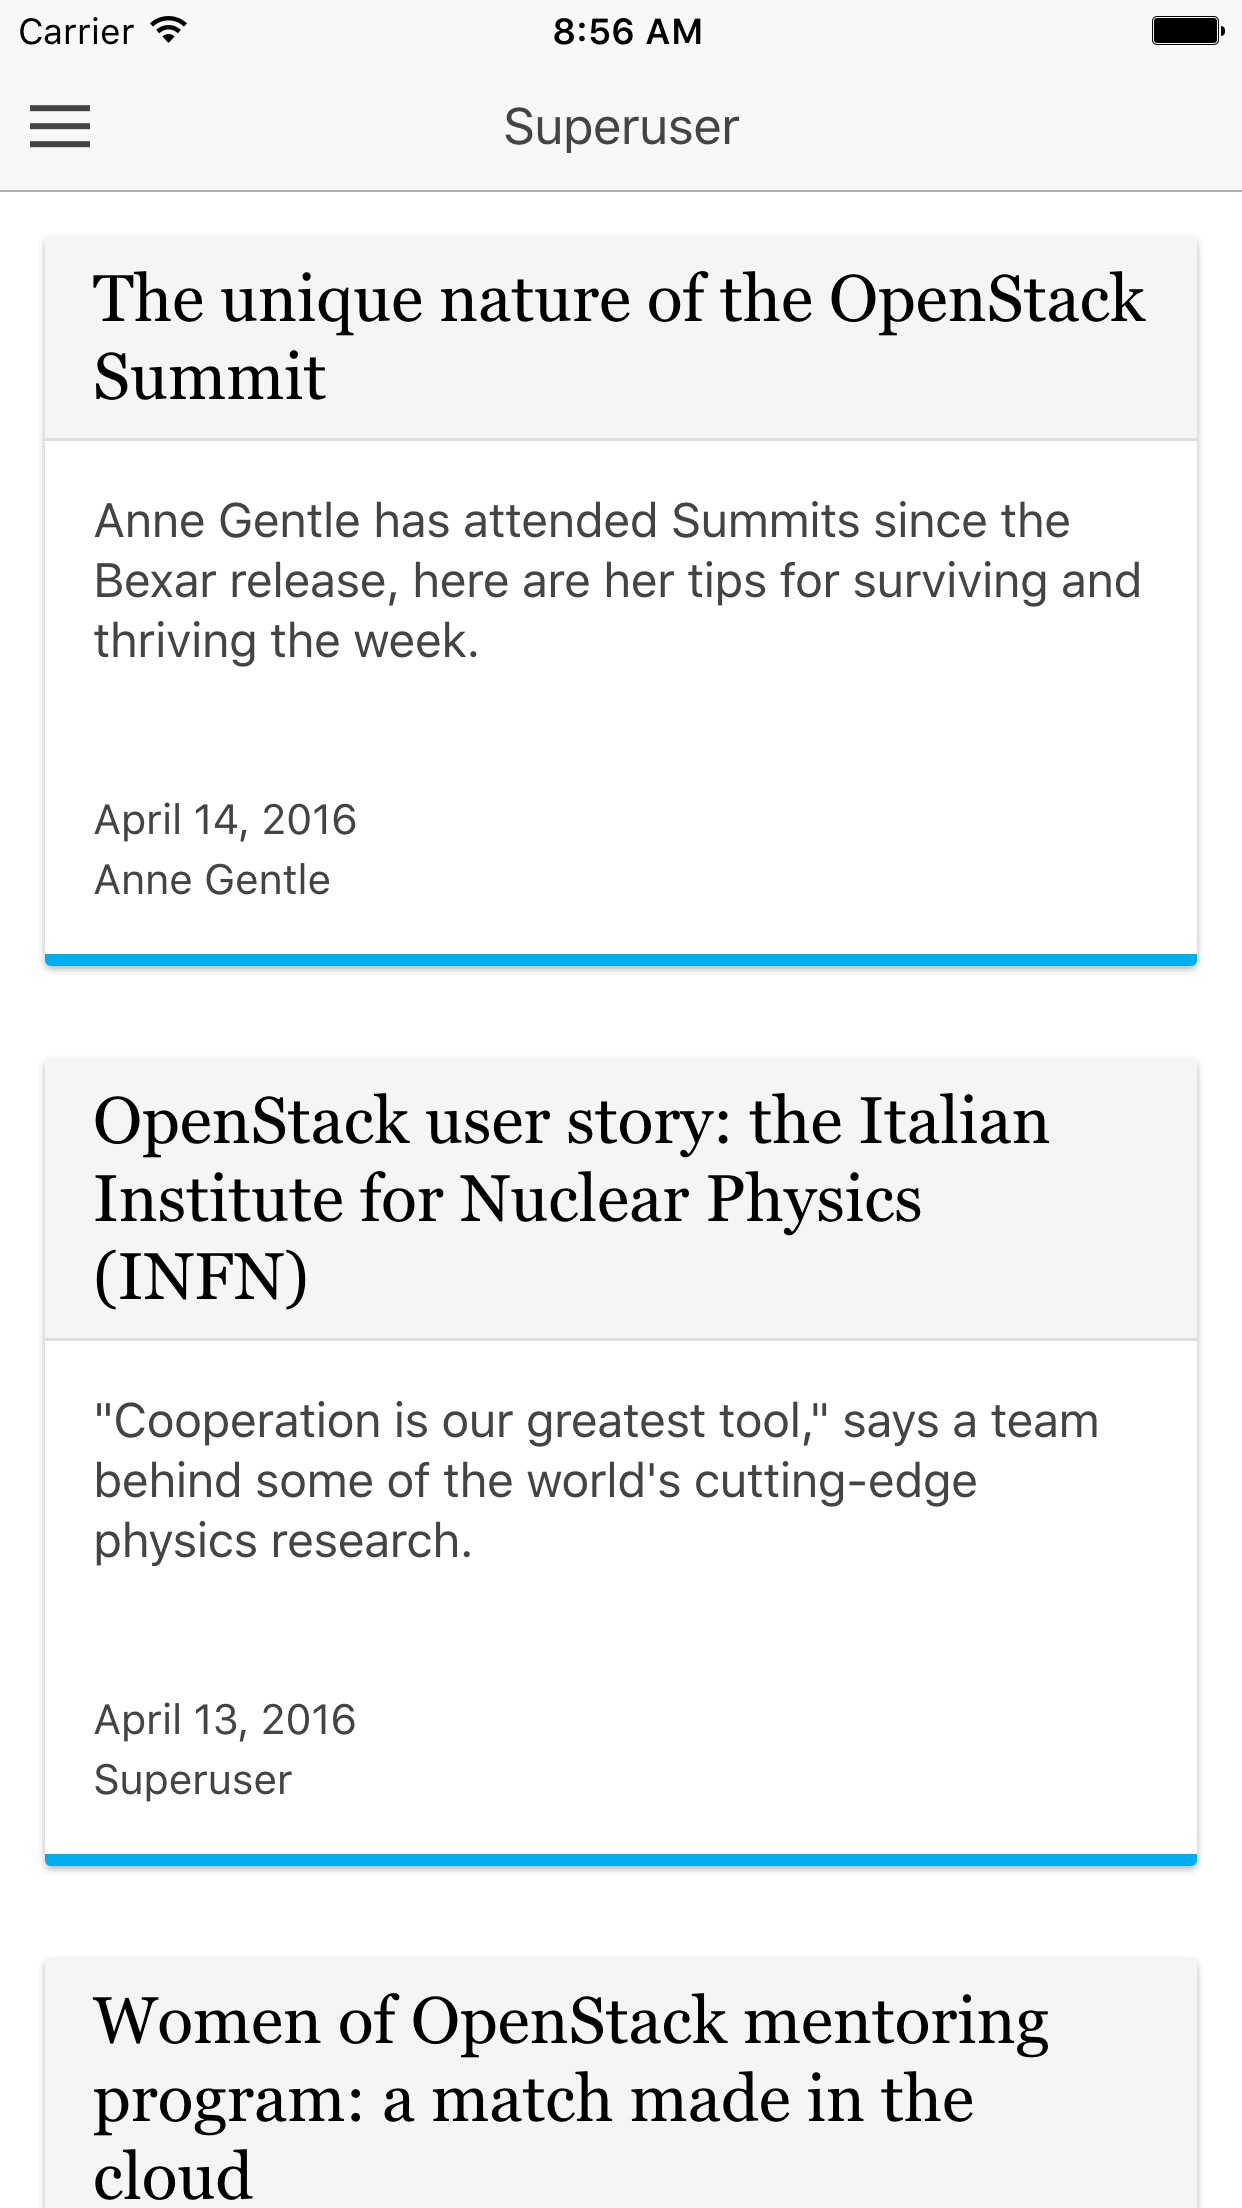 Carrier 8:56 AM
Superuser
The unique nature of the OpenStack
Summit
Anne Gentle has attended Summits since the
Bexar release, here are her tips for surviving and
thriving the week.
April 14, 2016
Anne Gentle
OpenStack user story: the Italian
Institute for Nuclear Physics
(INFN)
"Cooperation is our greatest tool," says a team
behind some of the world's cutting-edge
physics research.
April 13, 2016
Superuser
Women of OpenStack mentoring
program: a match made in the
cloud